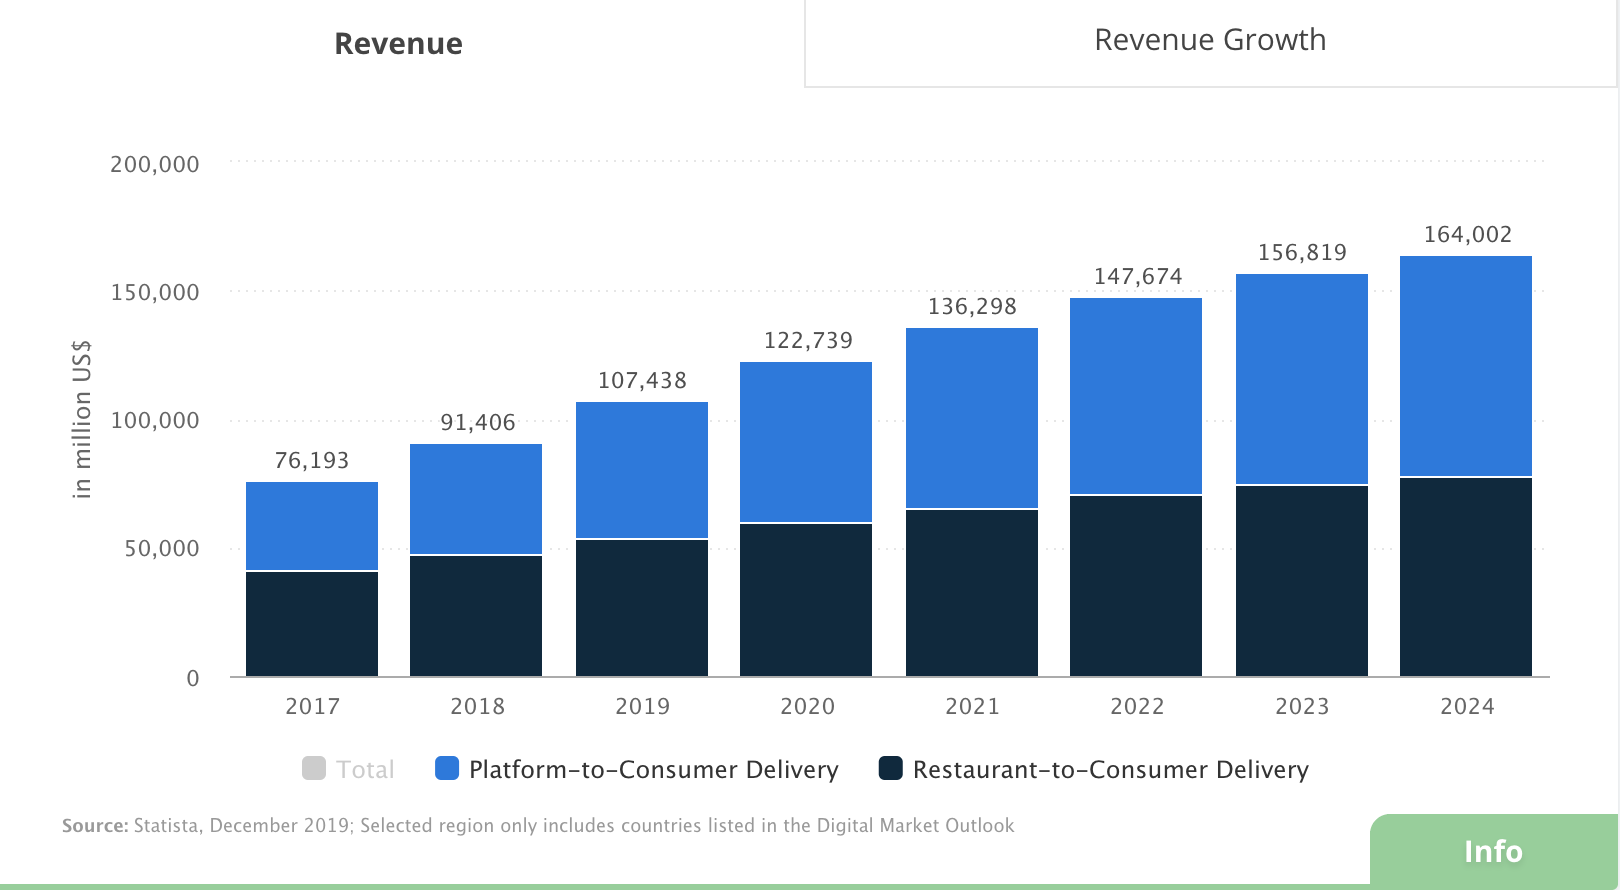 Revenue
Revenue Growth
200,000
150,000
100,000
50,000
0
in million US$
76,193
91,406
107,438
122,739
136,298
147,674
156,819
164,002
2017 2018 2019 2020 2021 2022 2023 2024
Total Platform-to-Consumer Delivery Restaurant-to-Consumer Delivery
Source: Statista, December 2019; Selected region only includes countries listed in the Digital Market Outlook
Info